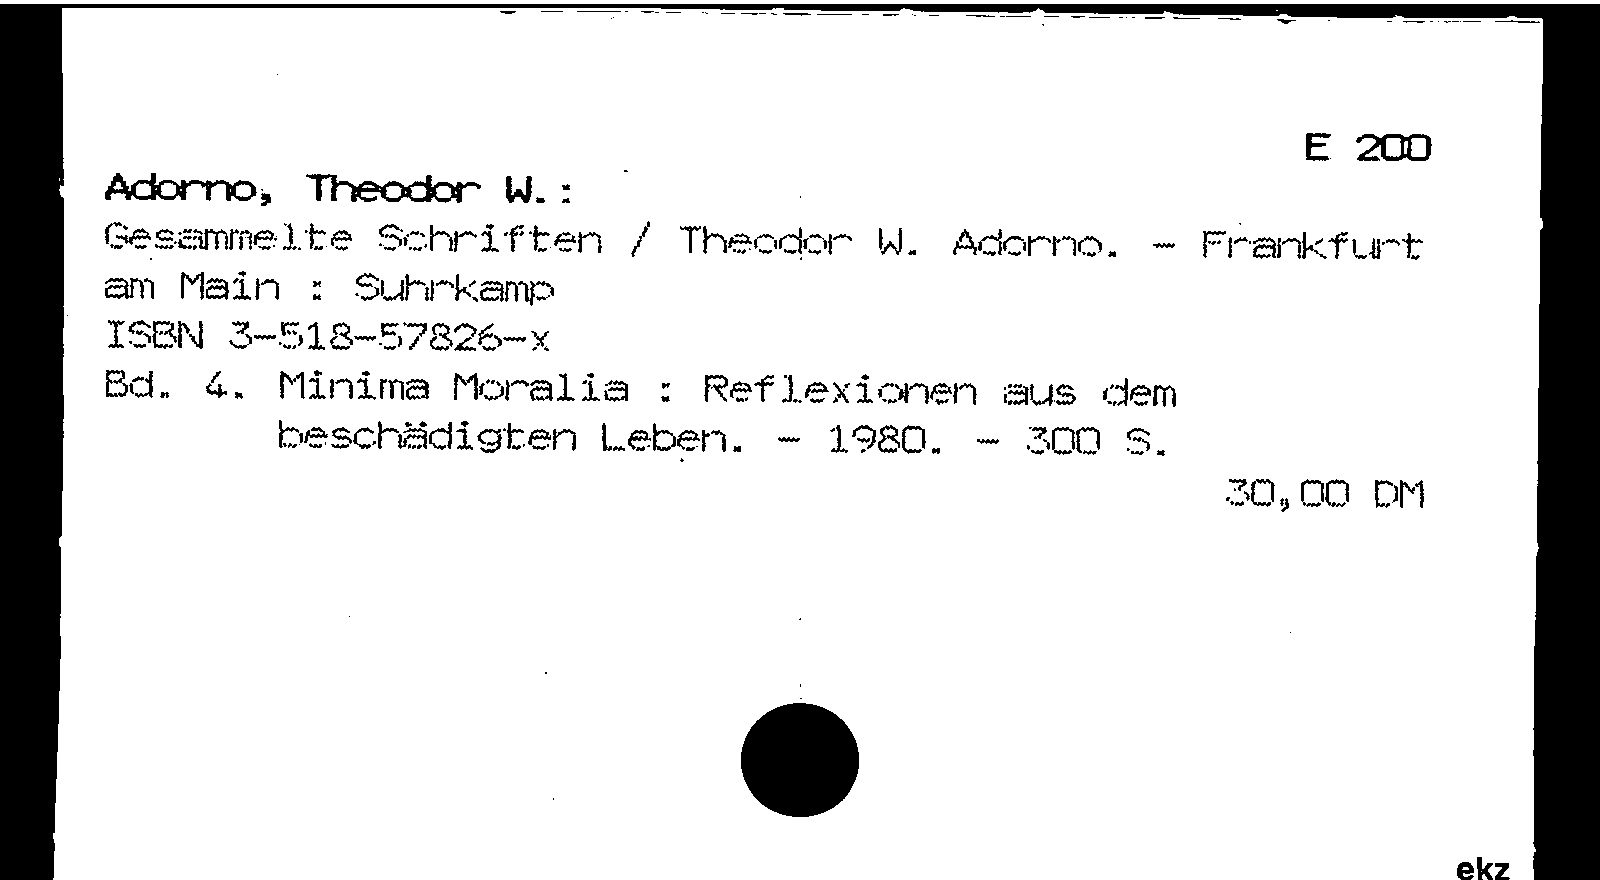 E 200
Adorno, Theodor W.:
Gesammelte Schriften / Theodor W. Adorno. - Frankfurt
am Main : Suhrkamp
ISBN 3-518-57826-x
Bd. 4. Minima Moralia : Reflexionen aus dem
beschädigten Leben. - 1980. - 300 S.
30,00 DM
ekz